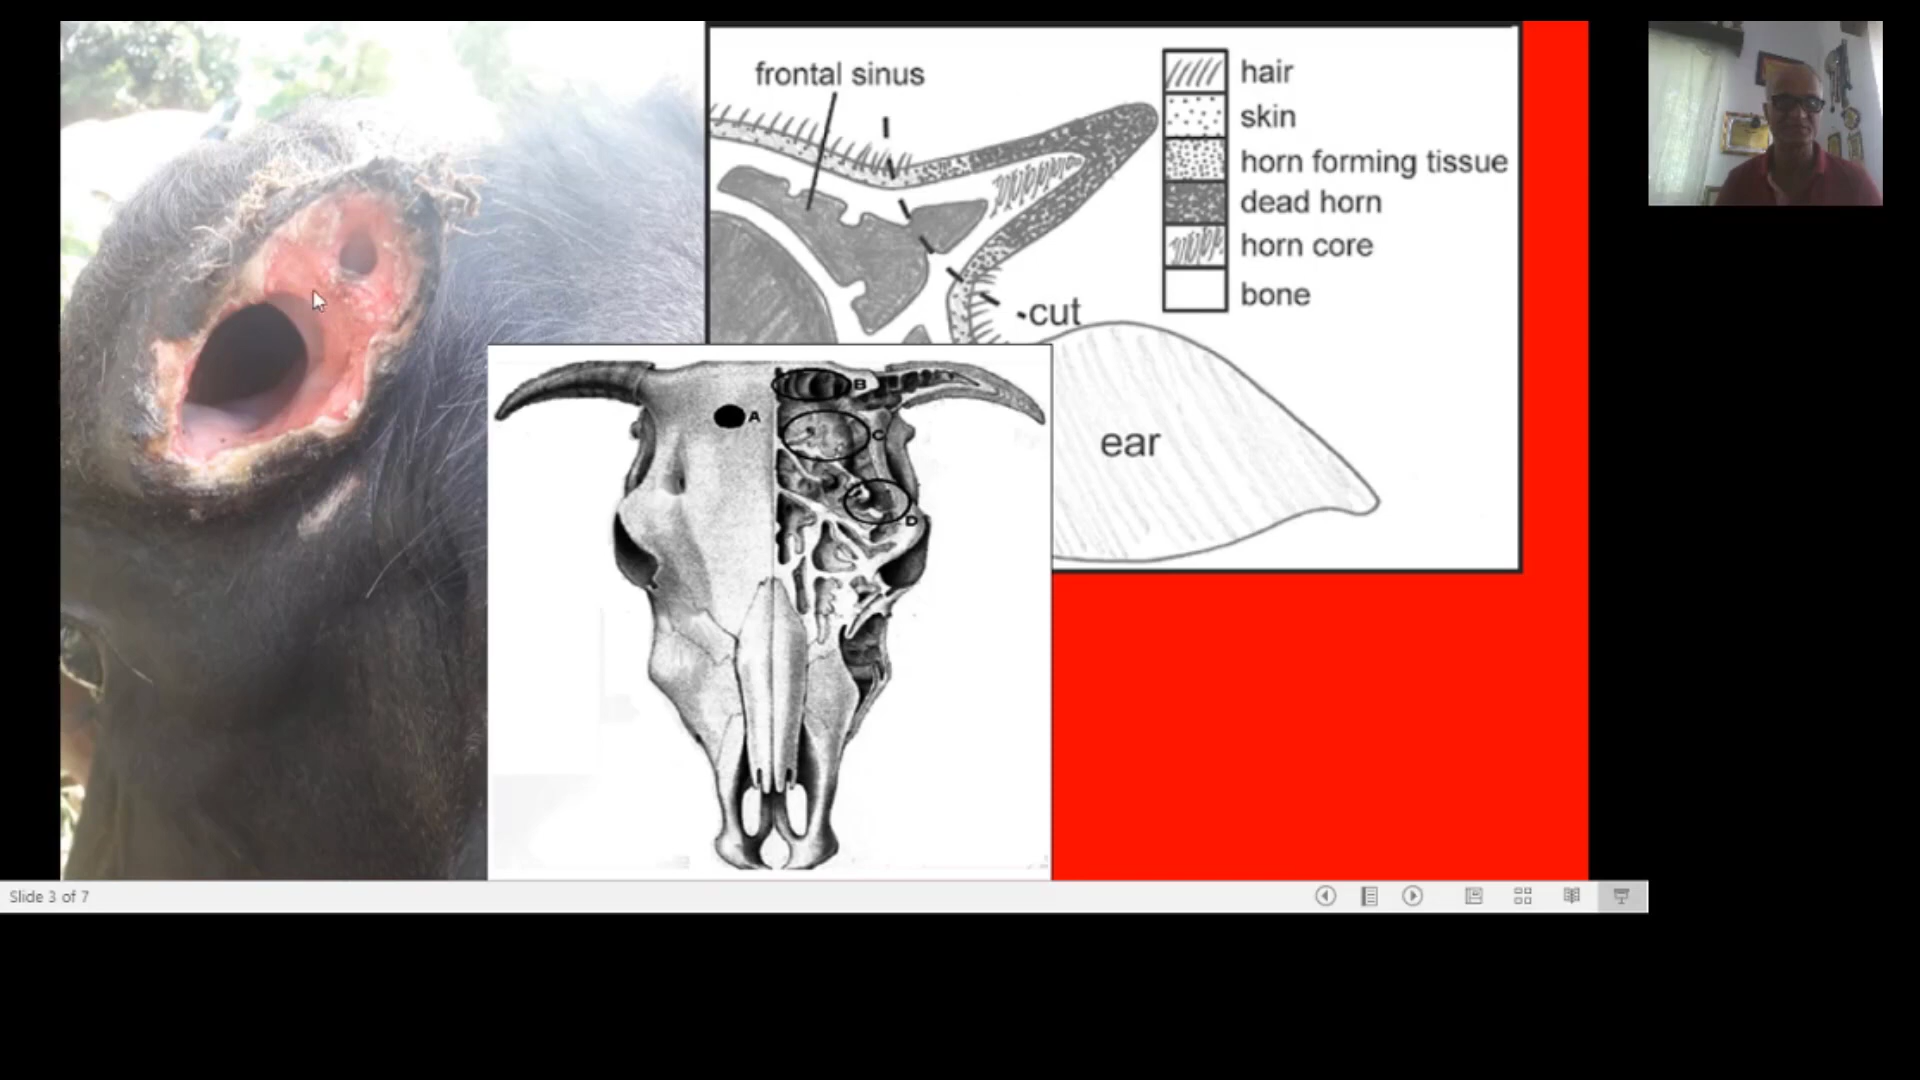 frontal sinus
hair
skin
horn forming tissue
dead horn
horn core
bone
cut
ear
A
B
C
D
Slide 3 of 7